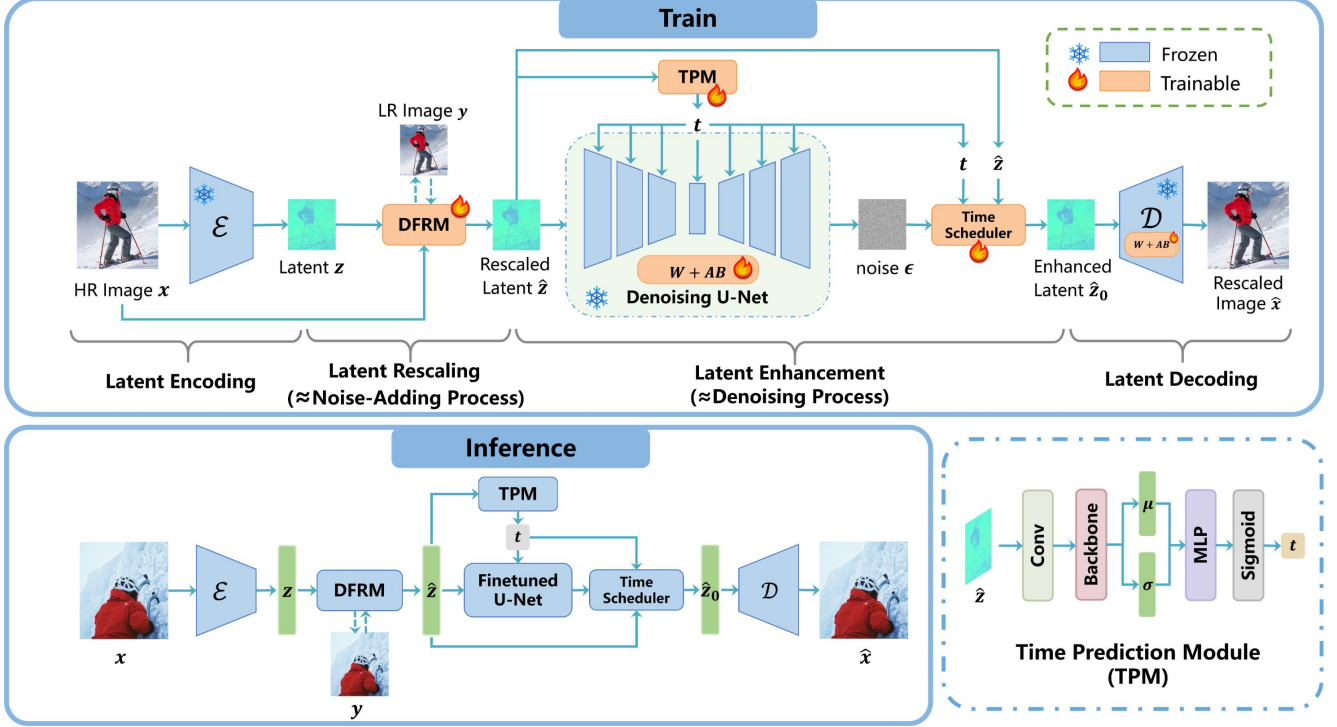 Train
Frozen
Trainable
TPM
LR Image y
t
t
ẑ
ℰ
DFRM
Time
Scheduler
𝒟
W + AB
HR Image x
Latent z
Rescaled
Latent ẑ
W + AB
Denoising U-Net
noise ϵ
Enhanced
Latent ẑ₀
Rescaled
Image x̂
Latent Encoding
Latent Rescaling
(≈Noise-Adding Process)
Latent Enhancement
(≈Denoising Process)
Latent Decoding
Inference
TPM
t
ℰ
z
DFRM
ẑ
Finetuned
U-Net
Time
Scheduler
ẑ₀
𝒟
x
y
x̂
ẑ
Conv
Backbone
μ
σ
MLP
Sigmoid
t
Time Prediction Module
(TPM)